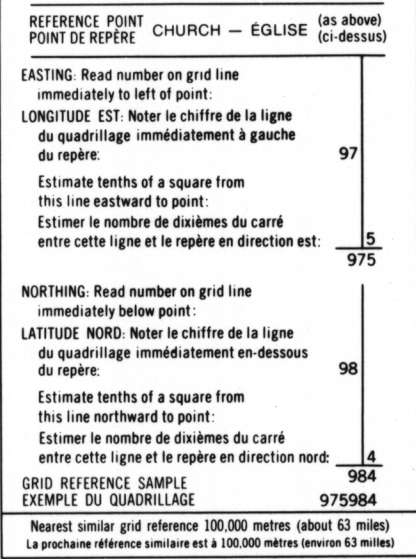 REFERENCE POINT CHURCH — ÉGLISE (as above)
POINT DE REPÈRE (ci-dessus)
EASTING: Read number on grid line
immediately to left of point:
LONGITUDE EST: Noter le chiffre de la ligne
du quadrillage immédiatement à gauche
du repère: 97
Estimate tenths of a square from
this line eastward to point:
Estimer le nombre de dixièmes du carré
entre cette ligne et le repère en direction est: 5
975
NORTHING: Read number on grid line
immediately below point:
LATITUDE NORD: Noter le chiffre de la ligne
du quadrillage immédiatement en-dessous
du repère: 98
Estimate tenths of a square from
this line northward to point:
Estimer le nombre de dixièmes du carré
entre cette ligne et le repère en direction nord: 4
GRID REFERENCE SAMPLE 984
EXEMPLE DU QUADRILLAGE 975984
Nearest similar grid reference 100,000 metres (about 63 miles)
La prochaine référence similaire est à 100,000 mètres (environ 63 milles)